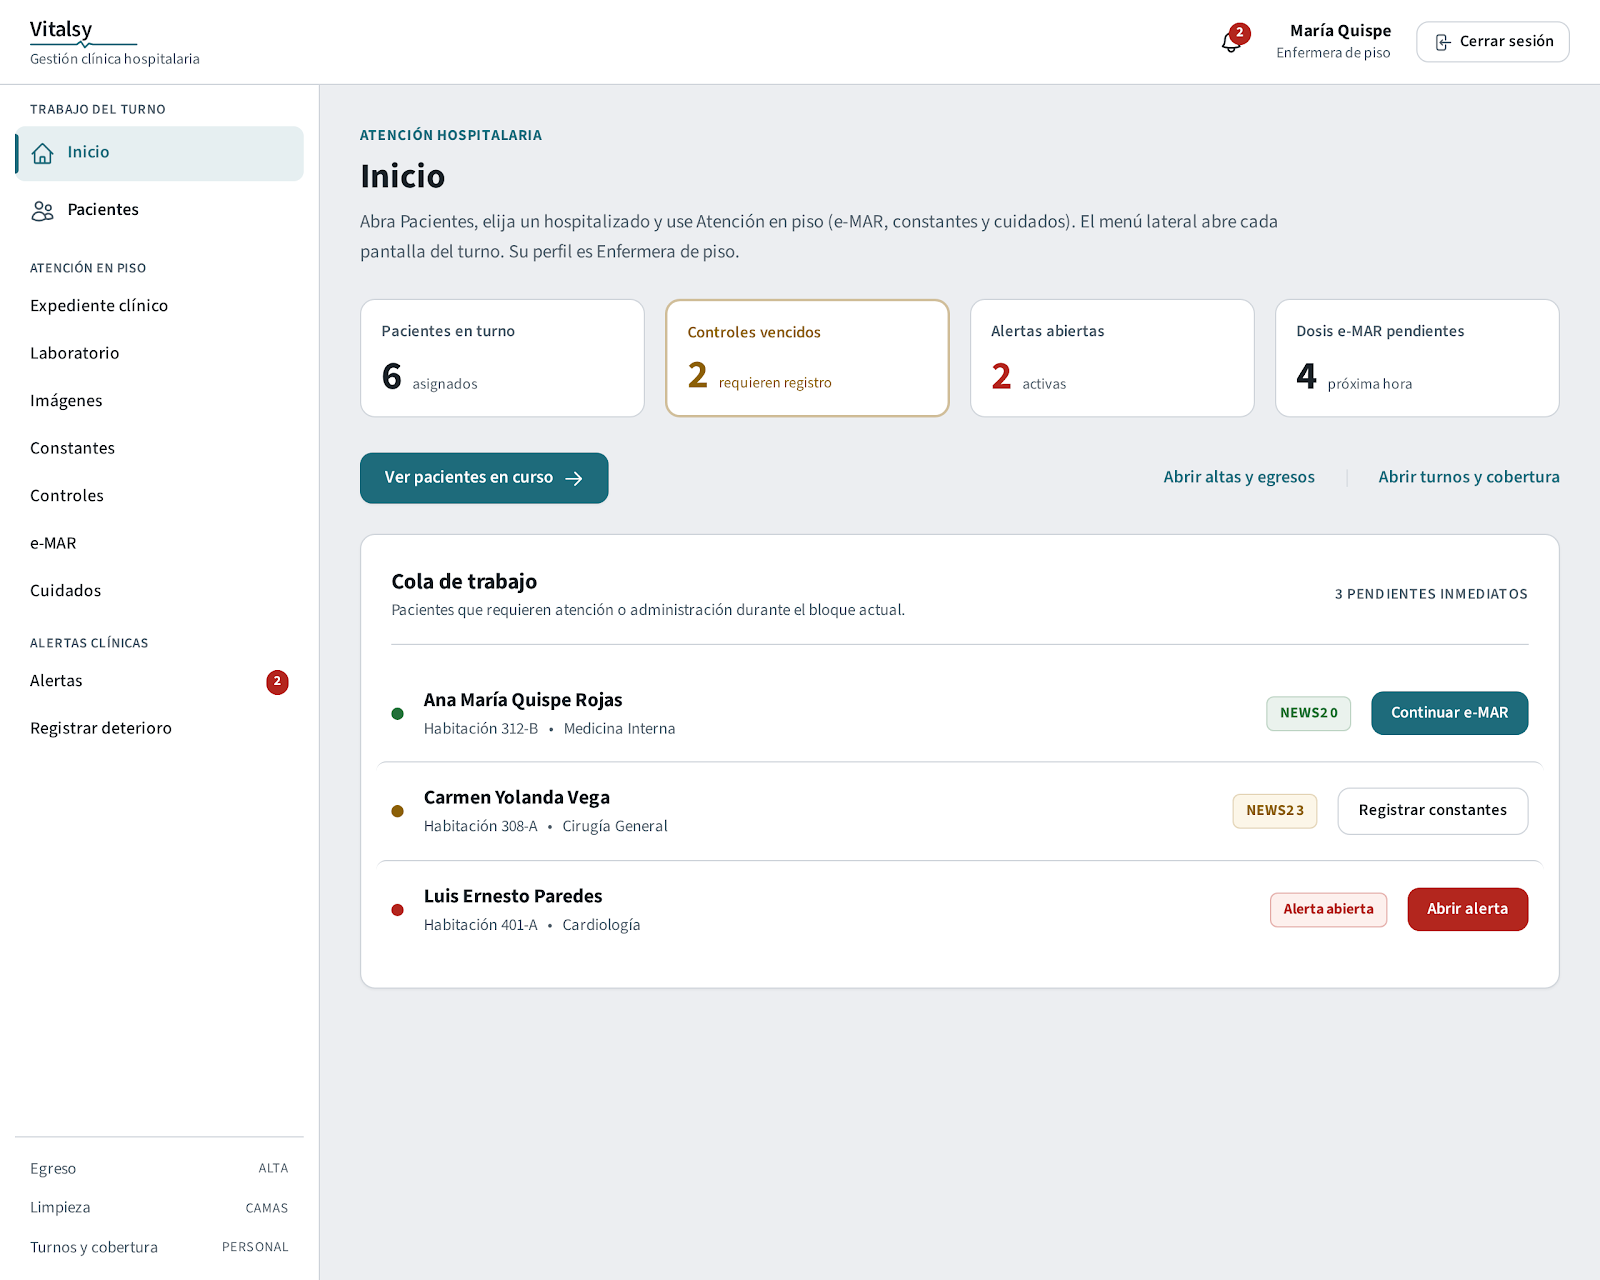 Vitalsy
Gestión clínica hospitalaria
2
María Quispe
Enfermera de piso
Cerrar sesión
TRABAJO DEL TURNO
Inicio
Pacientes
ATENCIÓN EN PISO
Expediente clínico
Laboratorio
Imágenes
Constantes
Controles
e-MAR
Cuidados
ALERTAS CLÍNICAS
Alertas 2
Registrar deterioro
Egreso ALTA
Limpieza CAMAS
Turnos y cobertura PERSONAL
ATENCIÓN HOSPITALARIA
Inicio
Abra Pacientes, elija un hospitalizado y use Atención en piso (e-MAR, constantes y cuidados). El menú lateral abre cada
pantalla del turno. Su perfil es Enfermera de piso.
Pacientes en turno
6 asignados
Controles vencidos
2 requieren registro
Alertas abiertas
2 activas
Dosis e-MAR pendientes
4 próxima hora
Ver pacientes en curso
Abrir altas y egresos
Abrir turnos y cobertura
Cola de trabajo
Pacientes que requieren atención o administración durante el bloque actual.
3 PENDIENTES INMEDIATOS
Ana María Quispe Rojas
Habitación 312-B • Medicina Interna
NEWS2 0
Continuar e-MAR
Carmen Yolanda Vega
Habitación 308-A • Cirugía General
NEWS2 3
Registrar constantes
Luis Ernesto Paredes
Habitación 401-A • Cardiología
Alerta abierta
Abrir alerta